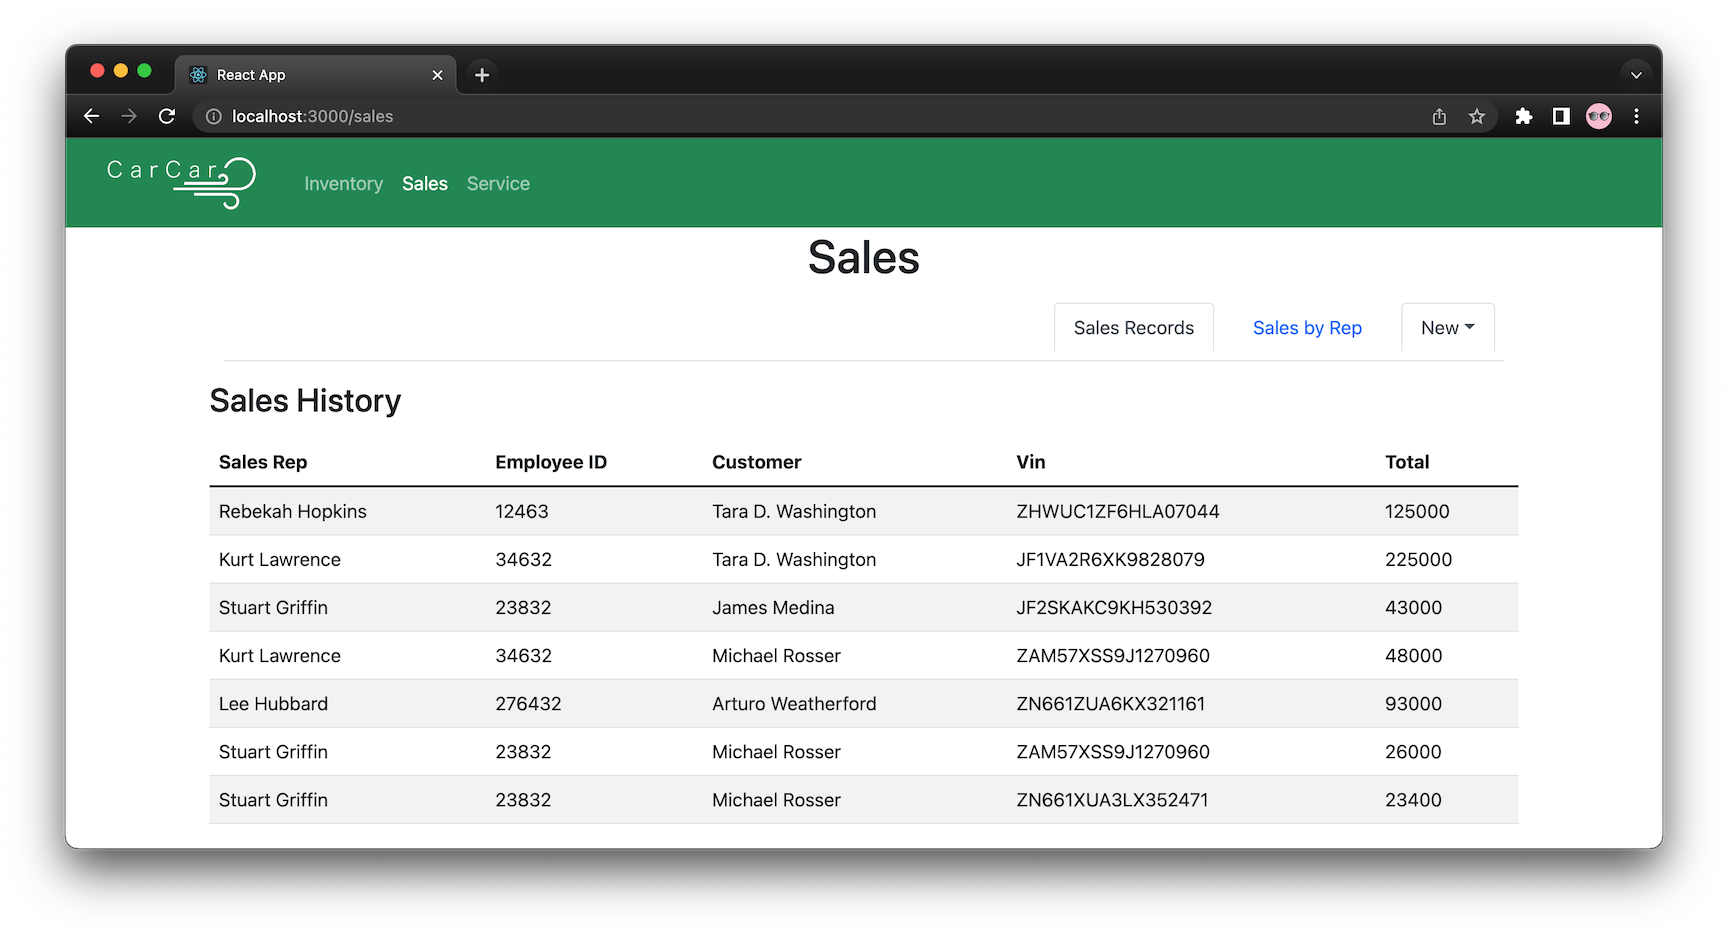 React App
localhost:3000/sales
CarCar
Inventory Sales Service
Sales
Sales Records Sales by Rep New
Sales History
Sales Rep Employee ID Customer Vin Total
Rebekah Hopkins 12463 Tara D. Washington ZHWUC1ZF6HLA07044 125000
Kurt Lawrence 34632 Tara D. Washington JF1VA2R6XK9828079 225000
Stuart Griffin 23832 James Medina JF2SKAKC9KH530392 43000
Kurt Lawrence 34632 Michael Rosser ZAM57XSS9J1270960 48000
Lee Hubbard 276432 Arturo Weatherford ZN661ZUA6KX321161 93000
Stuart Griffin 23832 Michael Rosser ZAM57XSS9J1270960 26000
Stuart Griffin 23832 Michael Rosser ZN661XUA3LX352471 23400